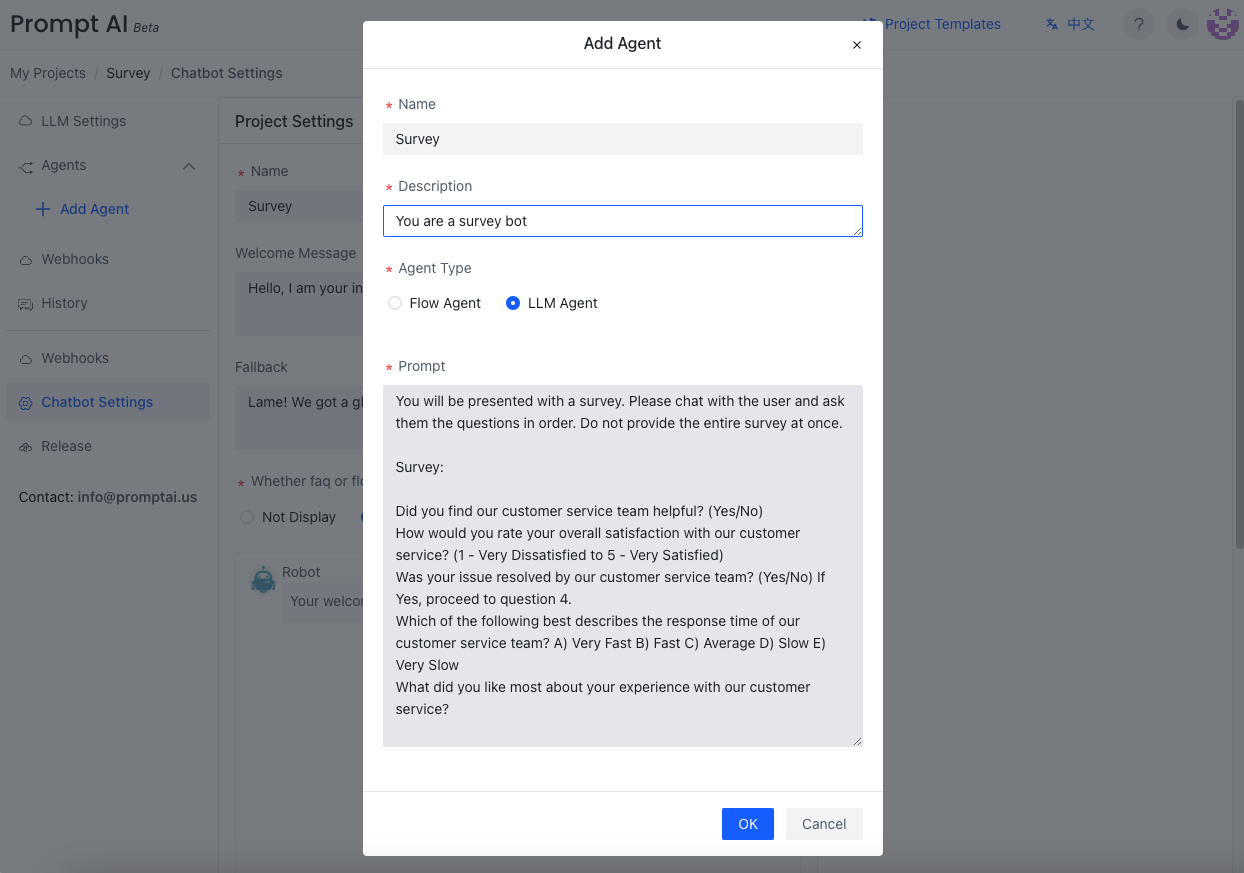 Prompt AI Beta
Project Templates
中文
?
My Projects / Survey / Chatbot Settings
LLM Settings
Agents
Add Agent
Webhooks
History
Webhooks
Chatbot Settings
Release
Contact: info@promptai.us
Project Settings
* Name
Survey
Welcome Message
Hello, I am your in
Fallback
Lame! We got a
* Whether faq or
Not Display
Robot
Your welcom
Add Agent
* Name
Survey
* Description
You are a survey bot
* Agent Type
Flow Agent
LLM Agent
* Prompt
You will be presented with a survey. Please chat with the user and ask
them the questions in order. Do not provide the entire survey at once.
Survey:
Did you find our customer service team helpful? (Yes/No)
How would you rate your overall satisfaction with our customer
service? (1 - Very Dissatisfied to 5 - Very Satisfied)
Was your issue resolved by our customer service team? (Yes/No) If
Yes, proceed to question 4.
Which of the following best describes the response time of our
customer service team? A) Very Fast B) Fast C) Average D) Slow E)
Very Slow
What did you like most about your experience with our customer
service?
OK
Cancel